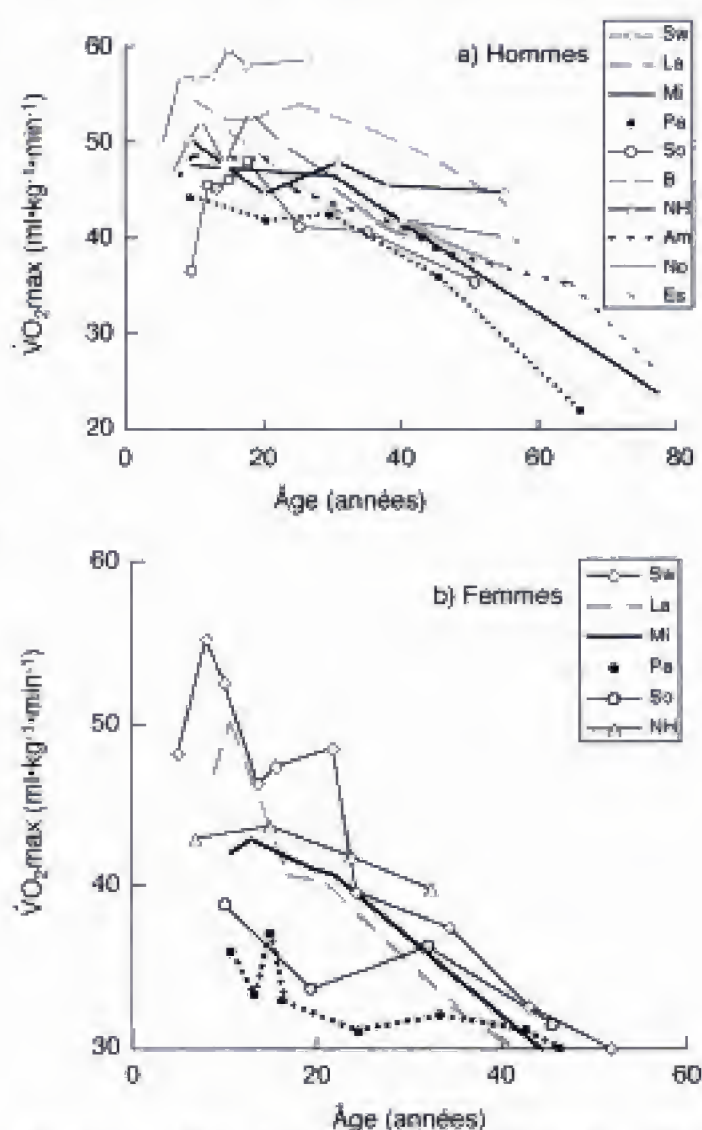 60
50
40
30
20
0
20
40
60
80
V̇O₂max (ml•kg⁻¹•min⁻¹)
Âge (années)
a) Hommes
Sw
La
Mi
Pa
So
B
NH
Am
No
Es
60
50
40
30
0
20
40
60
V̇O₂max (ml•kg⁻¹•min⁻¹)
Âge (années)
b) Femmes
Sw
La
Mi
Pa
So
NH